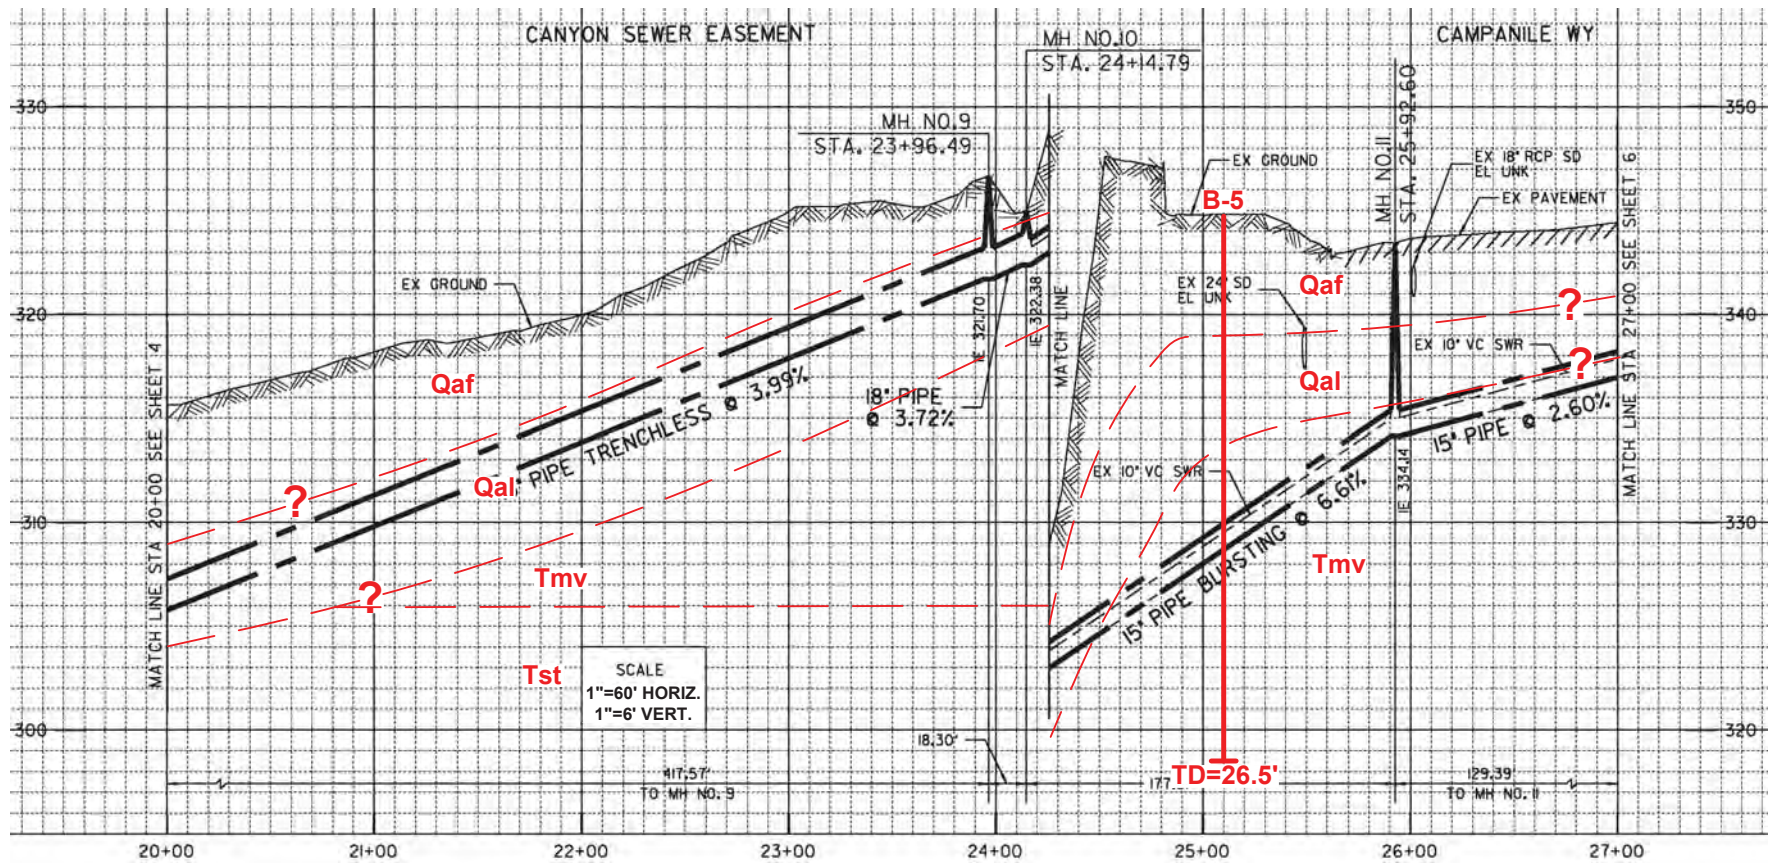 CANYON SEWER EASEMENT
MH NO.10
STA. 24+14.79
CAMPANILE WY
330
350
MH NO.9
STA. 23+96.49
MH NO.11
STA. 25+92.60
EX 18" RCP SD
EL UNK
EX PAVEMENT
EX GROUND
B-5
MATCH LINE STA 27+00 SEE SHEET 6
EX GROUND
EX 24" SD
EL UNK
Qaf
?
320
340
IE 321.70
IE 322.38
MATCH LINE
EX 10" VC SWR
?
MATCH LINE STA 20+00 SEE SHEET 4
Qaf
Qal
18" PIPE
@ 3.72%
15" PIPE @ 2.60%
PIPE TRENCHLESS @ 3.99%
Qal
?
EX 10" VC SWR
IE 334.14
310
330
15" PIPE BURSTING @ 6.61%
Tmv
Tmv
?
Tst
SCALE
1"=60' HORIZ.
1"=6' VERT.
300
320
18.30'
417.57'
TO MH NO.9
TD=26.5'
129.39'
TO MH NO.11
20+00
21+00
22+00
23+00
24+00
25+00
26+00
27+00